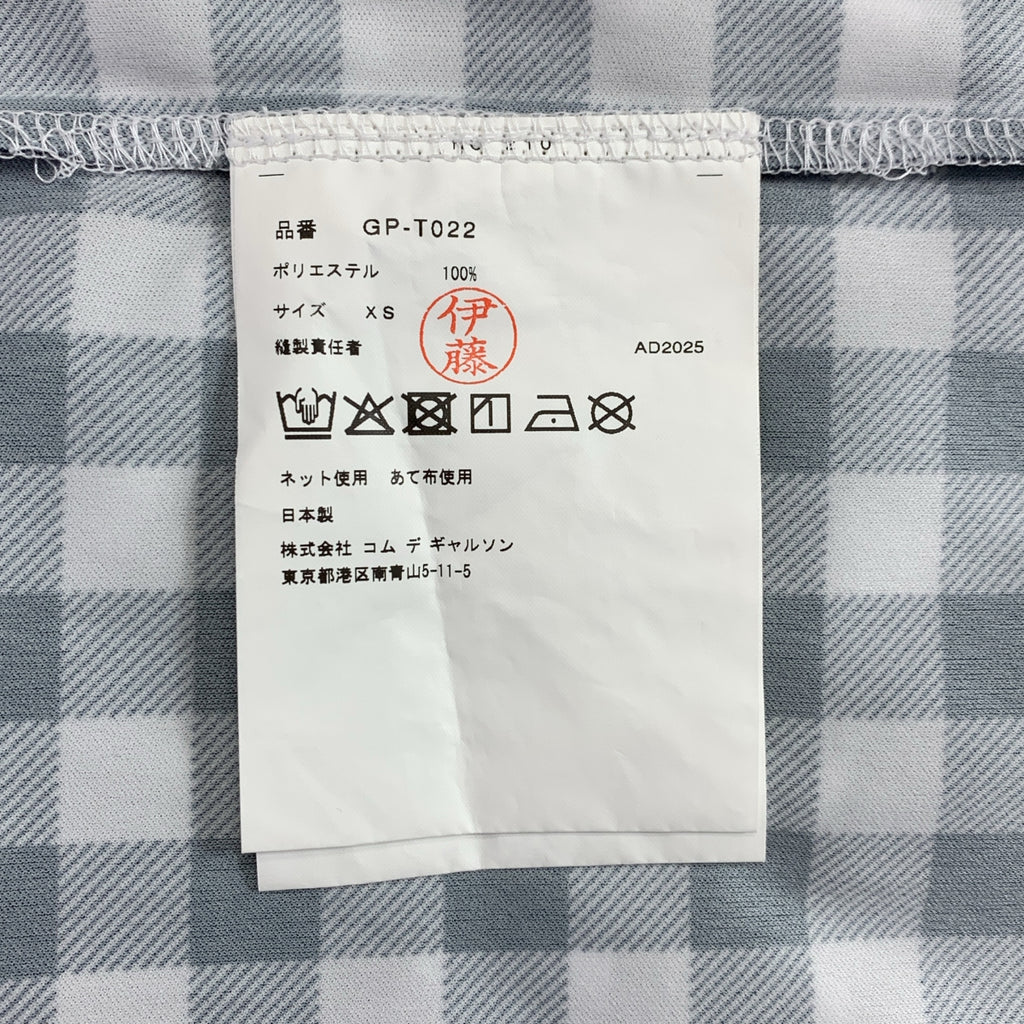 品番 GP-T022
ポリエステル 100%
サイズ XS
伊藤
縫製責任者 AD2025
ネット使用 あて布使用
日本製
株式会社 コム デ ギャルソン
東京都港区南青山5-11-5